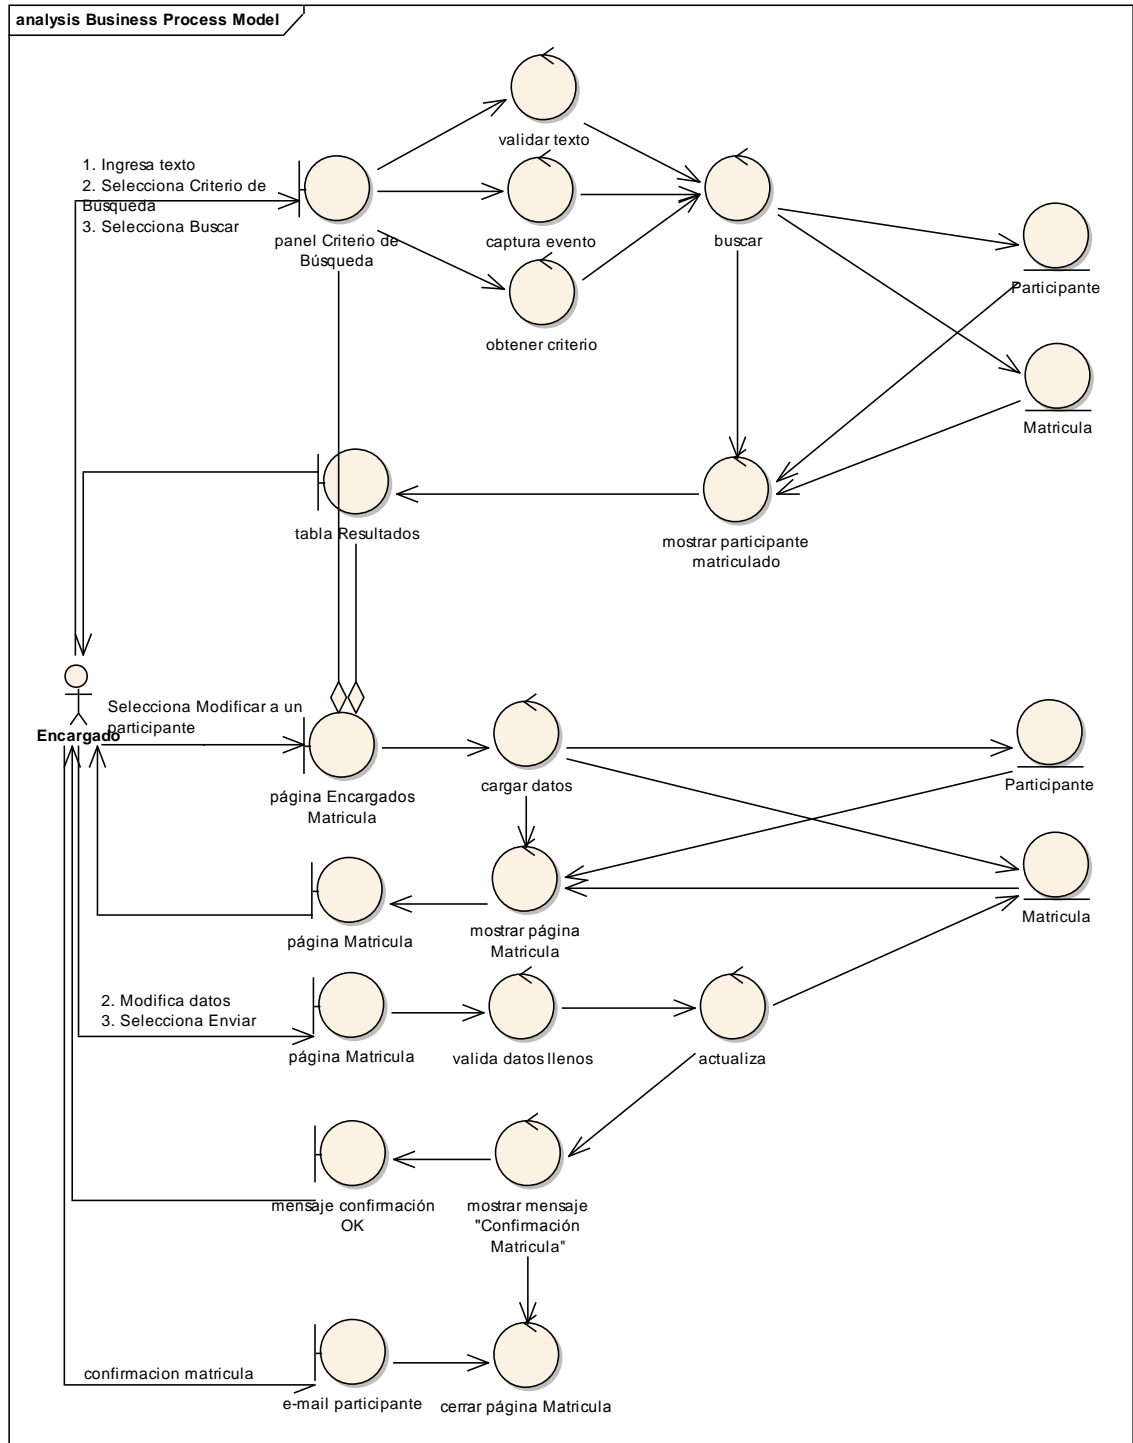 analysis Business Process Model
validar texto
1. Ingresa texto
2. Selecciona Criterio de
Búsqueda
3. Selecciona Buscar
panel Criterio de
Búsqueda
captura evento
buscar
Participante
obtener criterio
Matricula
tabla Resultados
mostrar participante
matriculado
Selecciona Modificar a un
participante
Encargado
página Encargados
Matricula
cargar datos
Participante
página Matricula
mostrar página
Matricula
Matricula
2. Modifica datos
3. Selecciona Enviar
página Matricula
valida datos llenos
actualiza
mensaje confirmación
OK
mostrar mensaje
"Confirmación
Matricula"
confirmacion matricula
e-mail participante
cerrar página Matricula